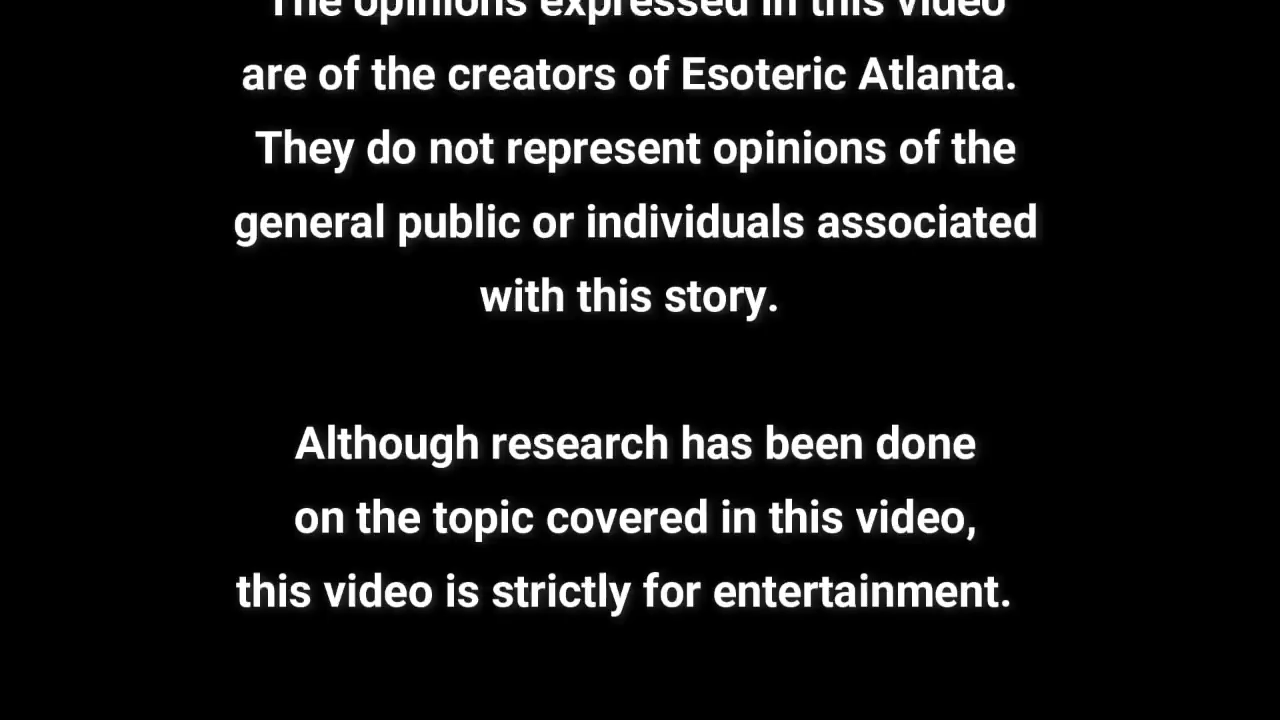 The opinions expressed in this video
are of the creators of Esoteric Atlanta.
They do not represent opinions of the
general public or individuals associated
with this story.
Although research has been done
on the topic covered in this video,
this video is strictly for entertainment.